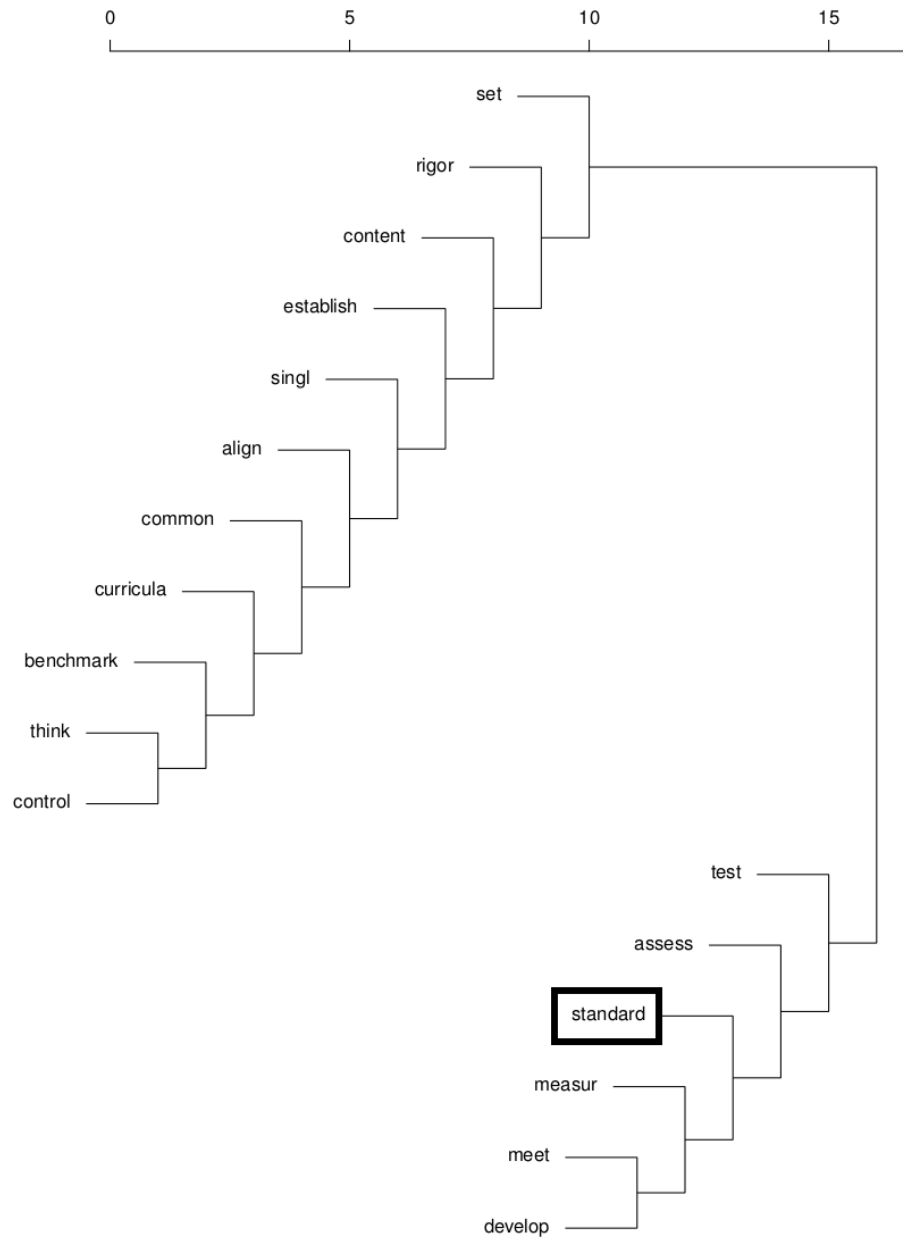 0 5 10 15
set
rigor
content
establish
singl
align
common
curricula
benchmark
think
control
test
assess
standard
measur
meet
develop